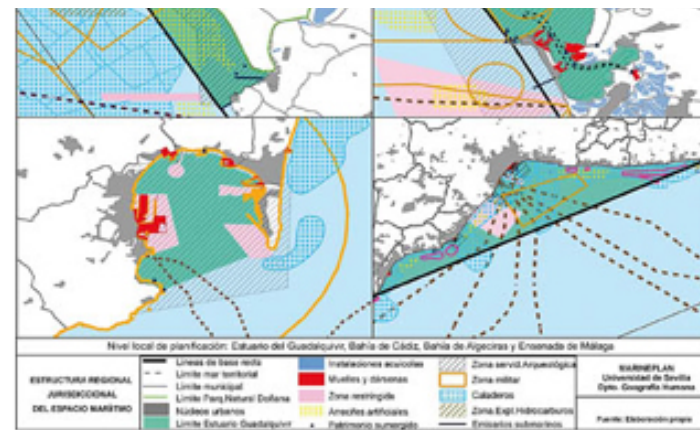 Nivel local de planificación: Estuario del Guadalquivir, Bahía de Cádiz, Bahía de Algeciras y Ensenada de Málaga
ESTRUCTURA REGIONAL
JURISDICCIONAL
DEL ESPACIO MARÍTIMO
Líneas de base recta
Límite mar territorial
Límite municipal
Límite Parq.Natural Doñana
Núcleos urbanos
Límite Estuario Guadalquivir
Instalaciones acuícolas
Muelles y dársenas
Zona restringida
Arrecifes artificiales
Patrimonio sumergido
Zona servid.Arqueológica
Zona militar
Caladeros
Zona Expl.Hidrocarburos
Emisarios submarinos
MARINEPLAN
Universidad de Sevilla
Dpto. Geografía Humana
Fuente: Elaboración propia